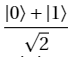 |0⟩ + |1⟩
√2